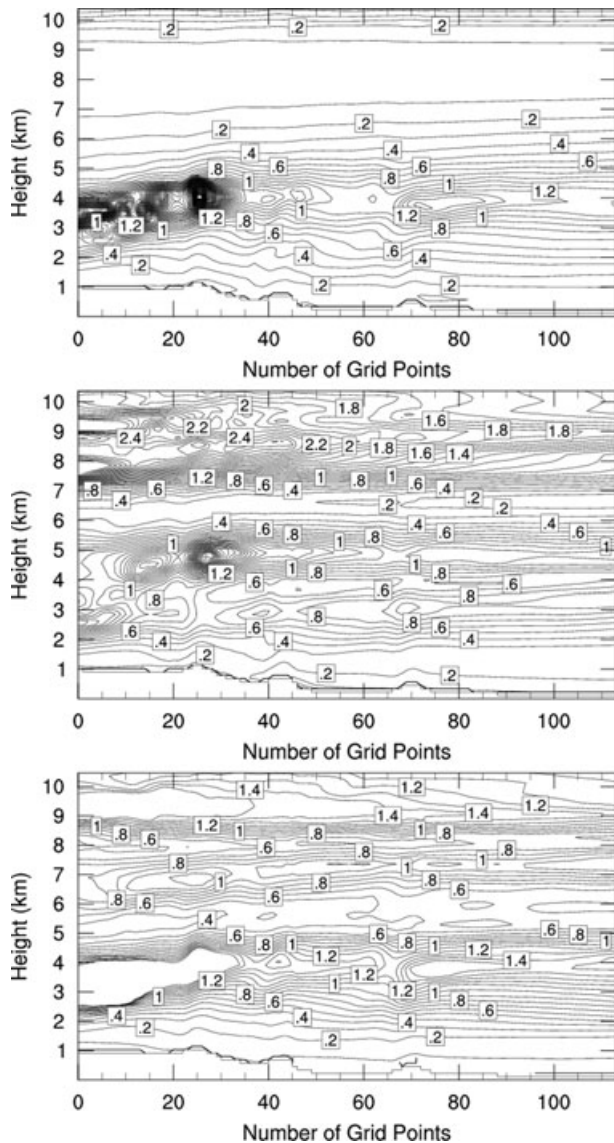 10
9
8
7
6
5
4
3
2
1
Height (km)
.2 .2 .2
.2 .2 .2
.4 .4 .4
.8 .6 .8 .6 .6
1 1 1 1.2
1 1.2 1 1.2 .8 1.2 .8 1
.4 .6 .4 .6 .4
.2 .2 .2
0 20 40 60 80 100
Number of Grid Points
10
9
8
7
6
5
4
3
2
1
Height (km)
2 1.8 1.6
2.4 2.2 2.4 2.2 2 1.8 1.6 1.4 1.8 1.8
.8 .4 .6 1.2 .8 .6 .4 1 .8 1 .6 .4 .2 .2 .2
1 .4 .6 .8 1 .8 .4 .6 .4 .6 1
1 .8 1.2 .6 1 .8 .6 1 .8 .6
.6 .4 .6 .4 .8 .8 .6 .4
.2 .2 .2
0 20 40 60 80 100
Number of Grid Points
10
9
8
7
6
5
4
3
2
1
Height (km)
1.4 1.2 1.4 1.4 1.2
1 .8 .6 1.2 1 .4 .8 .6 1 .8
.8 .4 1 .6 .8 .8 1 .8 .6 1 .8
.8 .6 .4 .6 .8 1 .6 .8 1 .6 .8 1
1.2 1.2 1.2 1.4
1 1.2 .8 .6 1 1.2 1 .8 .6
.4 .2 .4 .2 .4 .2
0 20 40 60 80 100
Number of Grid Points